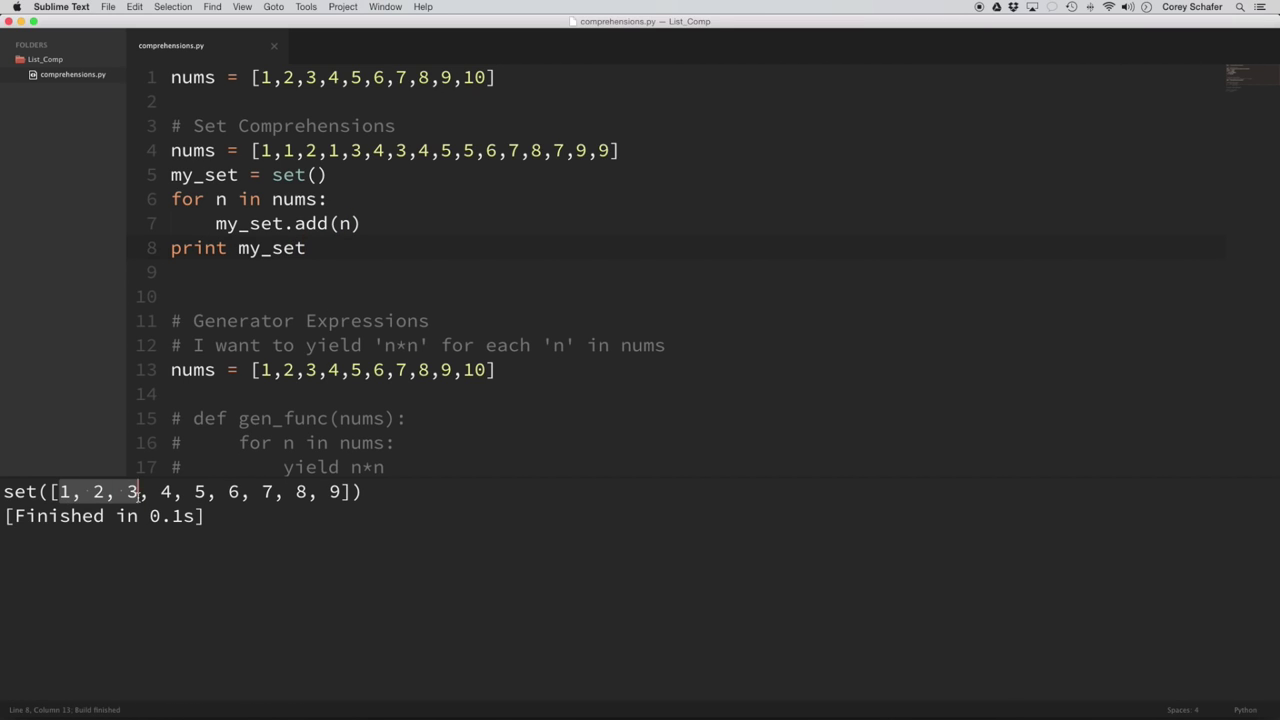 Sublime Text File Edit Selection Find View Goto Tools Project Window Help Corey Schafer
comprehensions.py — List_Comp
FOLDERS
List_Comp
comprehensions.py
comprehensions.py
1 nums = [1,2,3,4,5,6,7,8,9,10]
2
3 # Set Comprehensions
4 nums = [1,1,2,1,3,4,3,4,5,5,6,7,8,7,9,9]
5 my_set = set()
6 for n in nums:
7     my_set.add(n)
8 print my_set
9
10
11 # Generator Expressions
12 # I want to yield 'n*n' for each 'n' in nums
13 nums = [1,2,3,4,5,6,7,8,9,10]
14
15 # def gen_func(nums):
16 #     for n in nums:
17 #         yield n*n
set([1, 2, 3, 4, 5, 6, 7, 8, 9])
[Finished in 0.1s]
Line 8, Column 13; Build finished Spaces: 4 Python